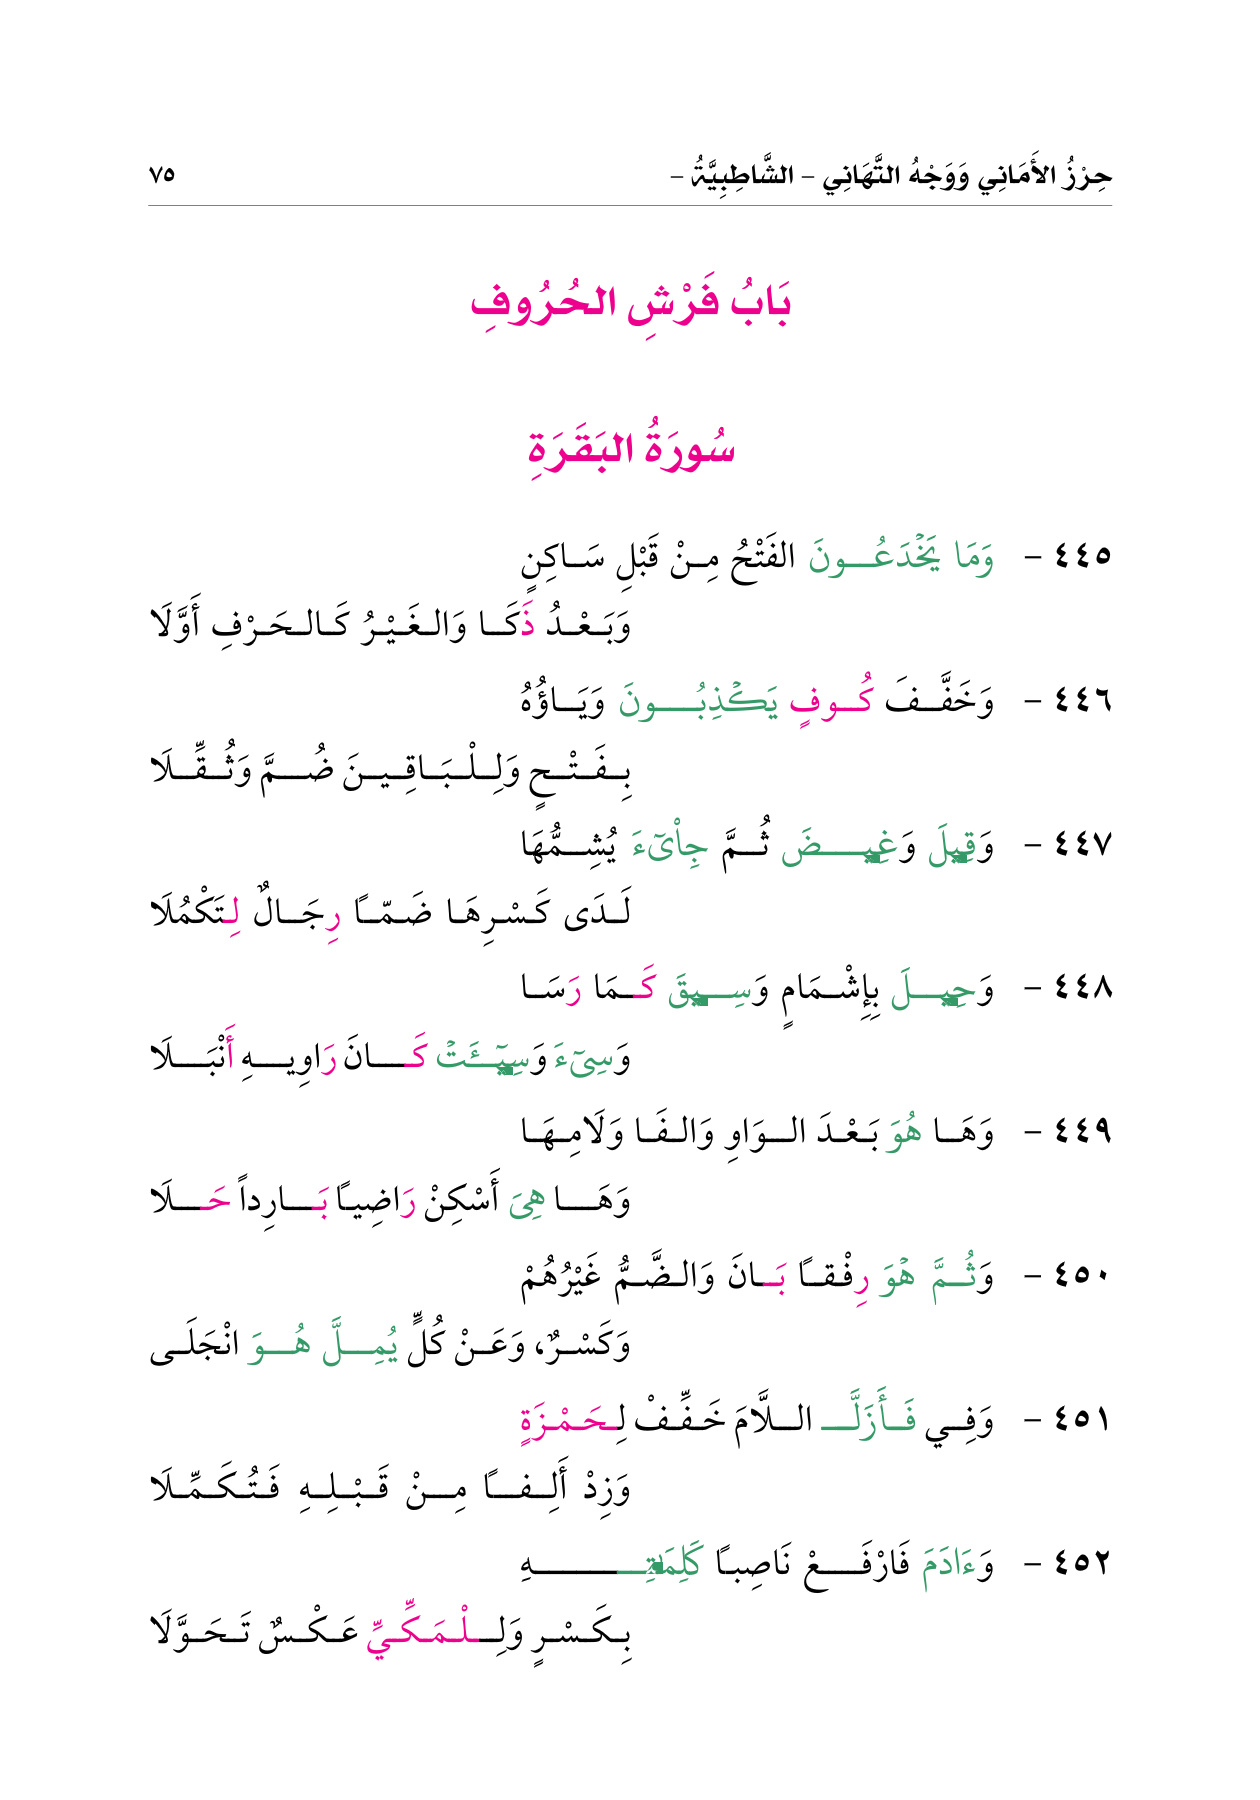 حِرْزُ الأَمَانِي وَوَجْهُ التَّهَانِي – الشَّاطِبِيَّةُ – ٧٥
بَابُ فَرْشِ الحُرُوفِ
سُورَةُ البَقَرَةِ
٤٤٥ – وَمَا يَخْدَعُونَ الفَتْحُ مِنْ قَبْلِ سَاكِنٍ
وَبَعْدُ ذَكَا وَالغَيْرُ كَالحَرْفِ أَوَّلَا
٤٤٦ – وَخَفَّفَ كُوفٍ يَكْذِبُونَ وَيَاؤُهُ
بِفَتْحٍ وَلِلْبَاقِينَ ضُمَّ وَثُقِّلَا
٤٤٧ – وَقِيلَ وَغِيضَ ثُمَّ جِاْىٓءَ يُشِمُّهَا
لَدَى كَسْرِهَا ضَمّاً رِجَالٌ لِتَكْمُلَا
٤٤٨ – وَحِيلَ بِإِشْمَامٍ وَسِيقَ كَمَا رَسَا
وَسِىٓءَ وَسِيٓـَٔتْ كَانَ رَاوِيهِ أَنْبَلَا
٤٤٩ – وَهَا هُوَ بَعْدَ الوَاوِ وَالفَا وَلَامِهَا
وَهَا هِىَ أَسْكِنْ رَاضِياً بَارِداً حَلَا
٤٥٠ – وَثُمَّ هْوَ رِفْقاً بَانَ وَالضَّمُّ غَيْرُهُمْ
وَكَسْرٌ، وَعَنْ كُلٍّ يُمِلَّ هُوَ انْجَلَى
٤٥١ – وَفِي فَأَزَلَّ اللَّامَ خَفِّفْ لِحَمْزَةٍ
وَزِدْ أَلِفاً مِنْ قَبْلِهِ فَتُكَمِّلَا
٤٥٢ – وَءَادَمَ فَارْفَعْ نَاصِباً كَلِمَتِهِ
بِكَسْرٍ وَلِلْمَكِّيِّ عَكْسٌ تَحَوَّلَا